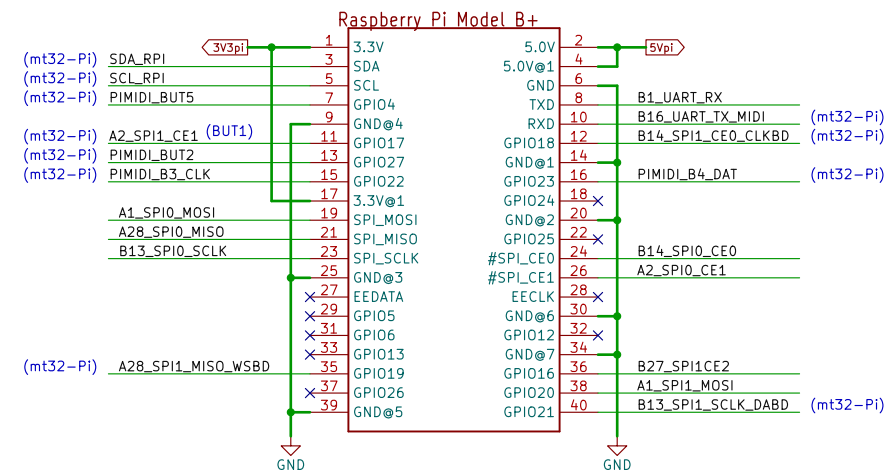 Raspberry Pi Model B+
3V3pi 1 3.3V 5.0V 2 5Vpi
(mt32-Pi) SDA_RPI 3 SDA 5.0V@1 4
(mt32-Pi) SCL_RPI 5 SCL GND 6
(mt32-Pi) PIMIDI_BUT5 7 GPIO4 TXD 8 B1_UART_RX
9 GND@4 RXD 10 B16_UART_TX_MIDI (mt32-Pi)
(mt32-Pi) A2_SPI1_CE1 (BUT1) 11 GPIO17 GPIO18 12 B14_SPI1_CE0_CLKBD (mt32-Pi)
(mt32-Pi) PIMIDI_BUT2 13 GPIO27 GND@1 14
(mt32-Pi) PIMIDI_B3_CLK 15 GPIO22 GPIO23 16 PIMIDI_B4_DAT (mt32-Pi)
17 3.3V@1 GPIO24 18
A1_SPI0_MOSI 19 SPI_MOSI GND@2 20
A28_SPI0_MISO 21 SPI_MISO GPIO25 22
B13_SPI0_SCLK 23 SPI_SCLK #SPI_CE0 24 B14_SPI0_CE0
25 GND@3 #SPI_CE1 26 A2_SPI0_CE1
27 EEDATA EECLK 28
29 GPIO5 GND@6 30
31 GPIO6 GPIO12 32
33 GPIO13 GND@7 34
(mt32-Pi) A28_SPI1_MISO_WSBD 35 GPIO19 GPIO16 36 B27_SPI1CE2
37 GPIO26 GPIO20 38 A1_SPI1_MOSI
39 GND@5 GPIO21 40 B13_SPI1_SCLK_DABD (mt32-Pi)
GND GND